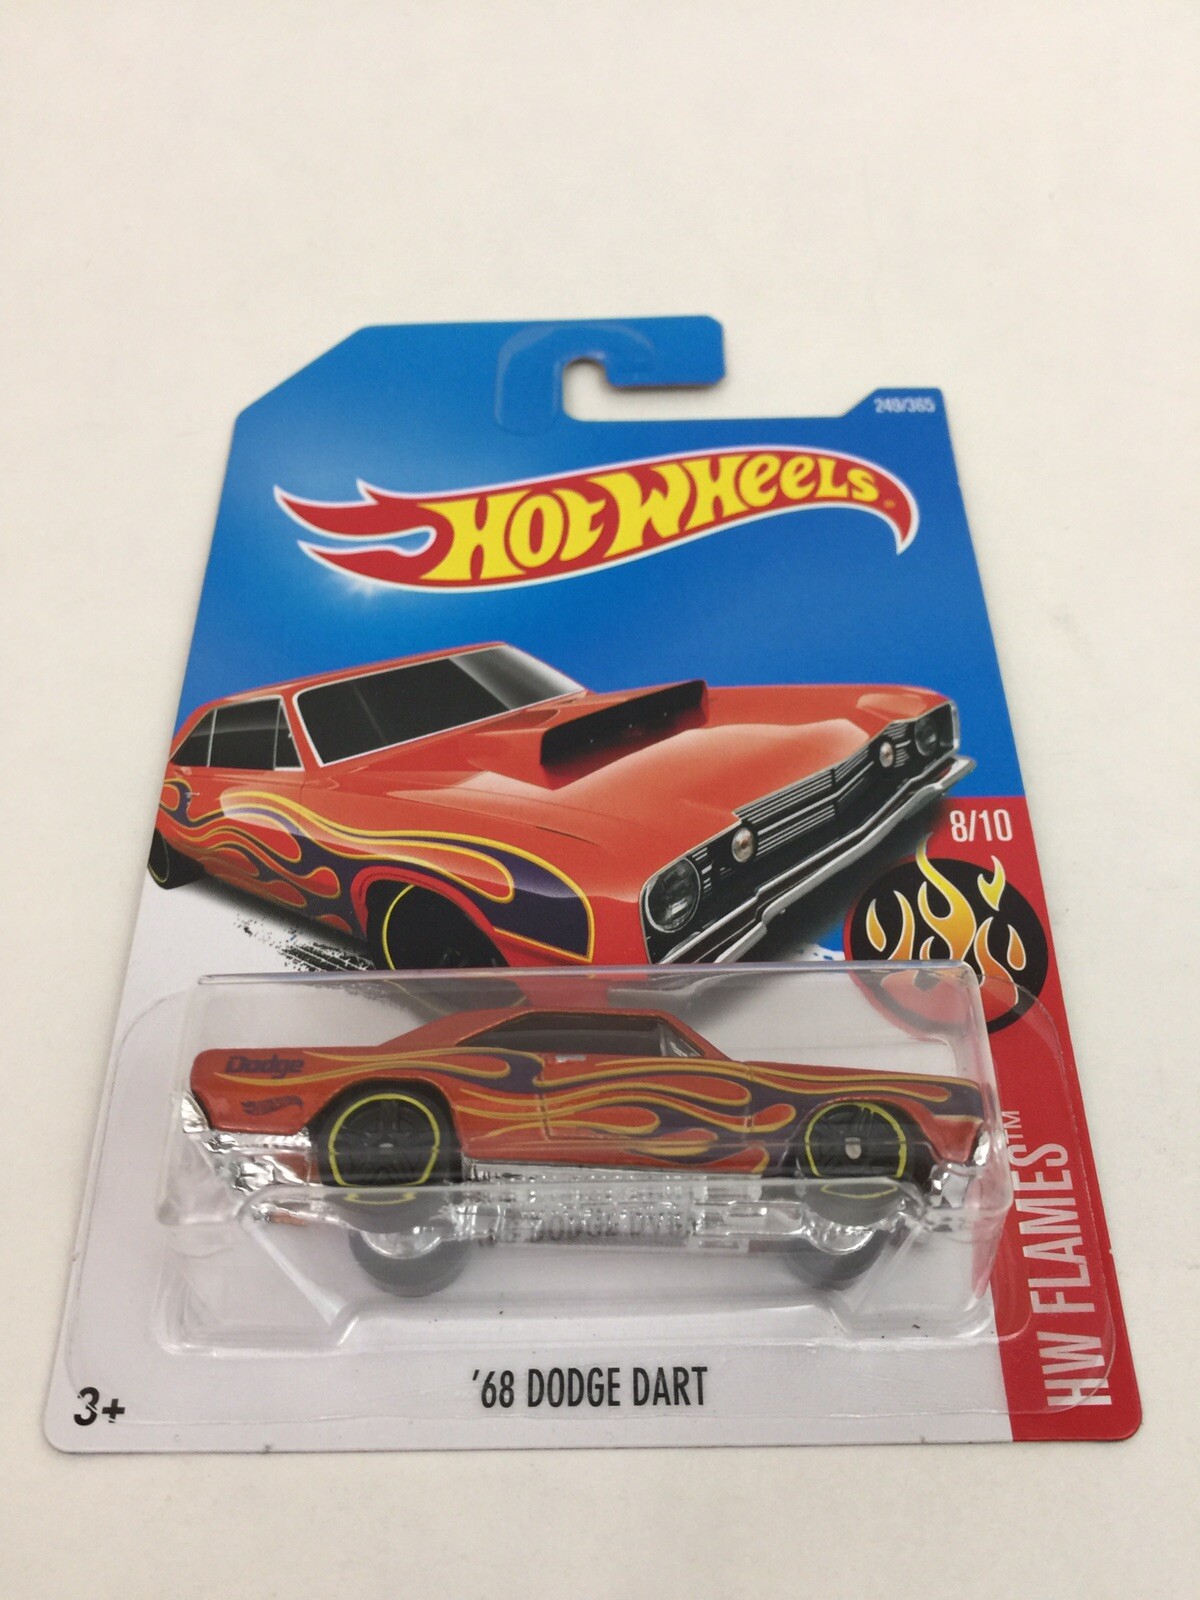 249/365
HOT WHEELS®
8/10
Dodge
HW FLAMES™
'68 DODGE DART
3+